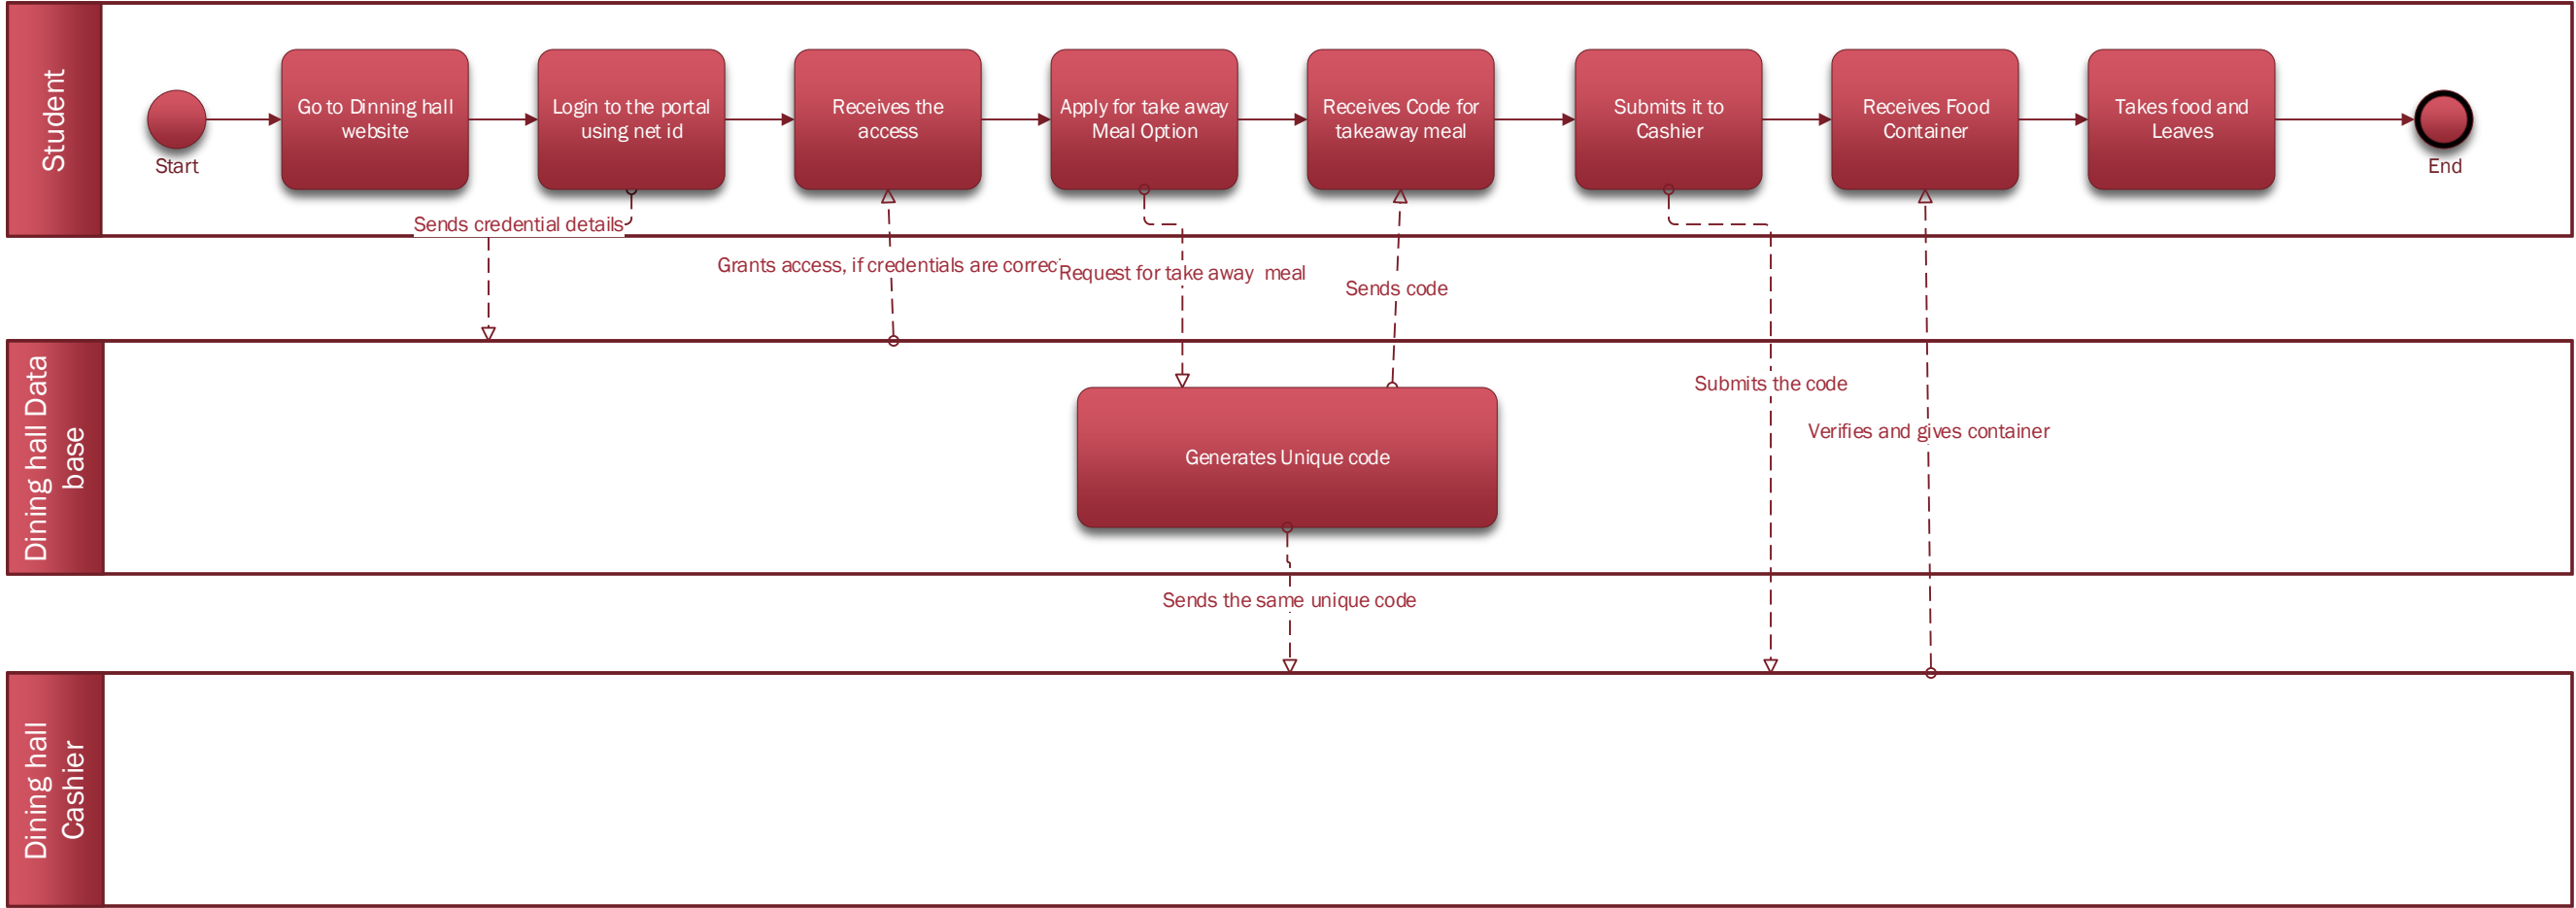 Student
Start
Go to Dinning hall
website
Login to the portal
using net id
Receives the
access
Apply for take away
Meal Option
Receives Code for
takeaway meal
Submits it to
Cashier
Receives Food
Container
Takes food and
Leaves
End
Sends credential details
Grants access, if credentials are correc
Request for take away  meal
Sends code
Dining hall Data
base
Submits the code
Verifies and gives container
Generates Unique code
Sends the same unique code
Dining hall
Cashier